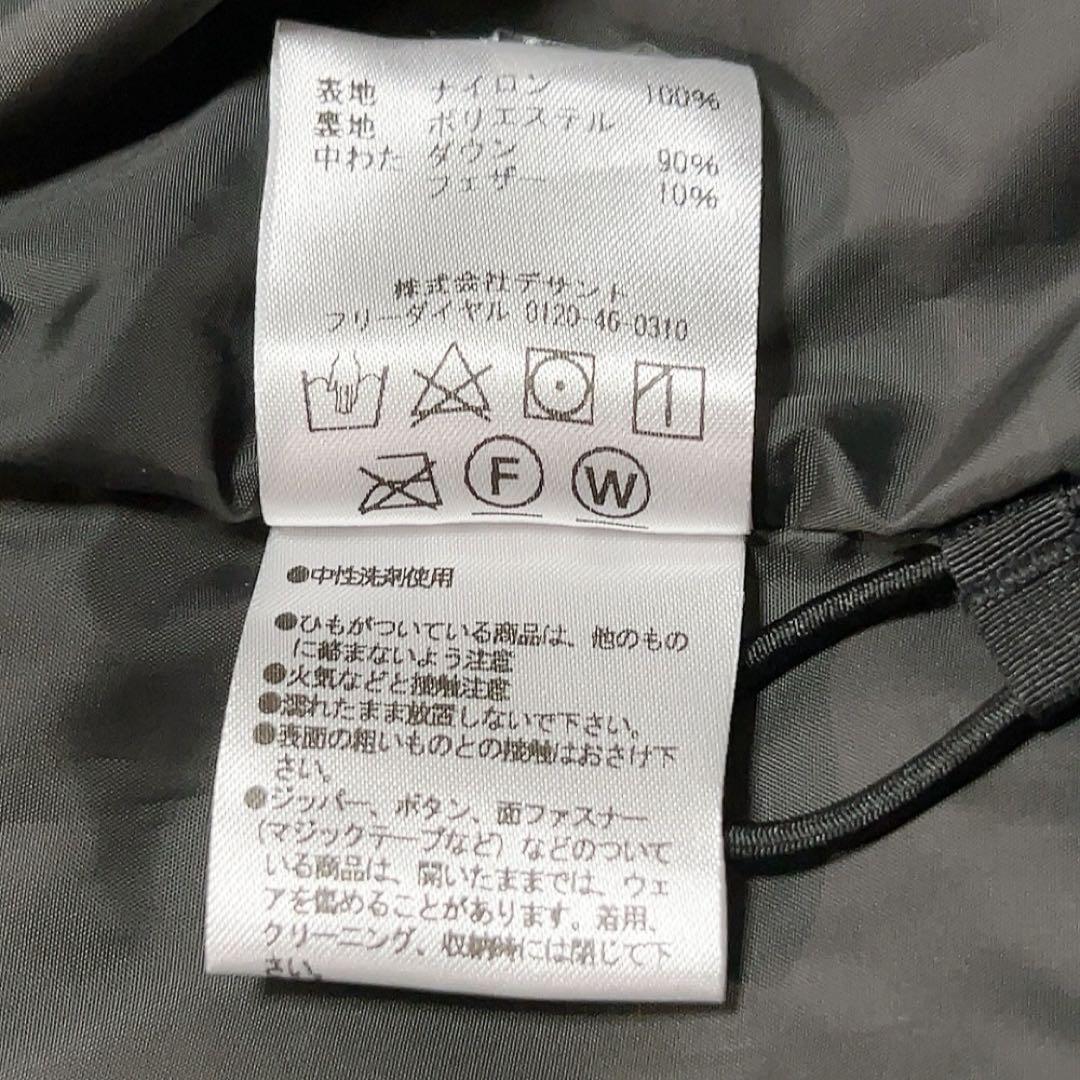 表地 ナイロン 100%
裏地 ポリエステル
中わた ダウン 90%
フェザー 10%
株式会社デサント
フリーダイヤル 0120-46-0310
F W
●中性洗剤使用
●ひもがついている商品は、他のもの
に絡まないよう注意
●火気などと接触注意
●濡れたまま放置しないで下さい。
●表面の粗いものとの接触はおさけ下
さい。
●ジッパー、ボタン、面ファスナー
(マジックテープなど)などのついて
いる商品は、開いたままでは、ウェ
アを傷めることがあります。着用、
クリーニング、収納時には閉じて下
さい。